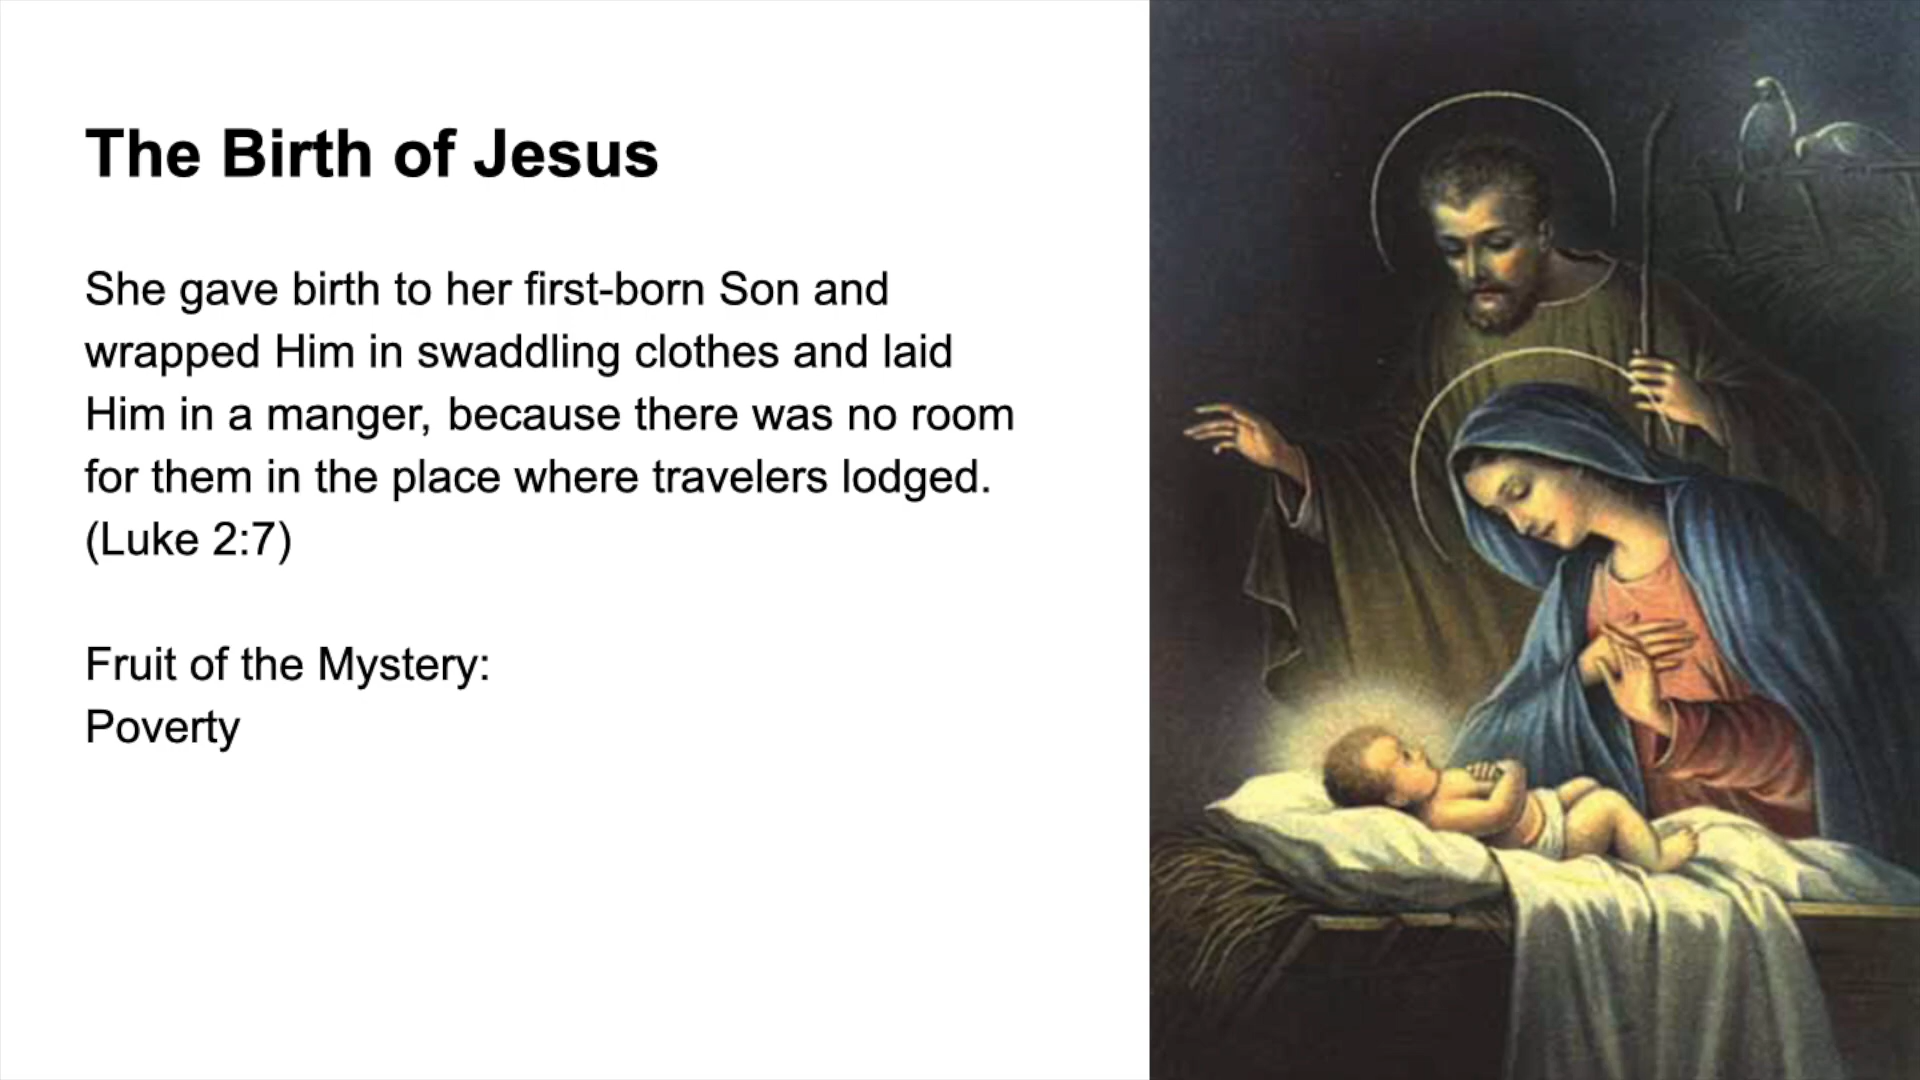 The Birth of Jesus
She gave birth to her first-born Son and
wrapped Him in swaddling clothes and laid
Him in a manger, because there was no room
for them in the place where travelers lodged.
(Luke 2:7)
Fruit of the Mystery:
Poverty